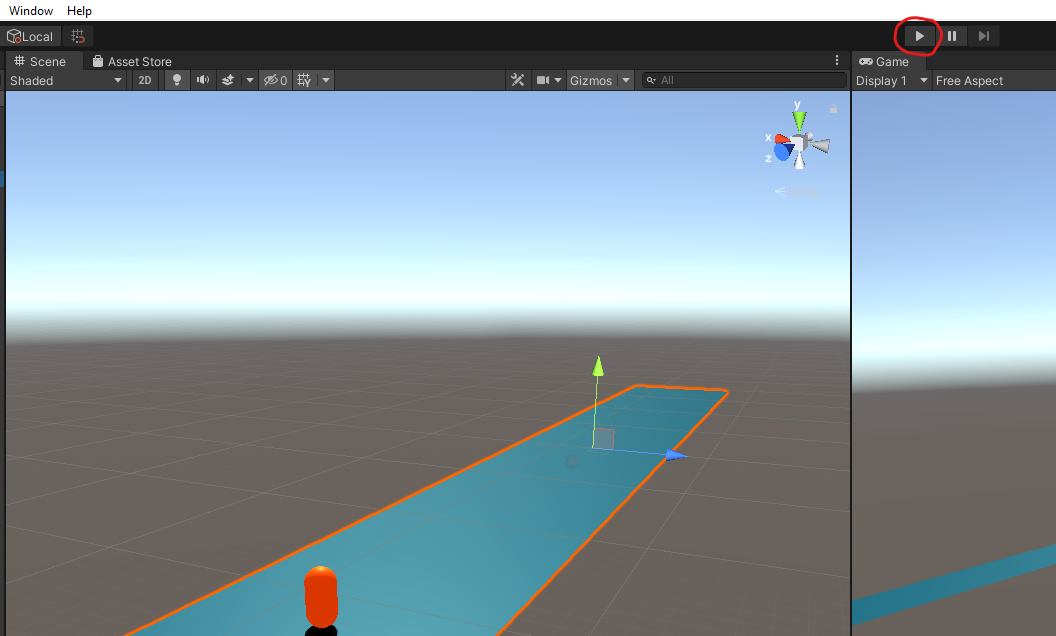 Window Help
Local
Scene Asset Store Game
Shaded 2D 0 Gizmos All Display 1 Free Aspect
y
x
z